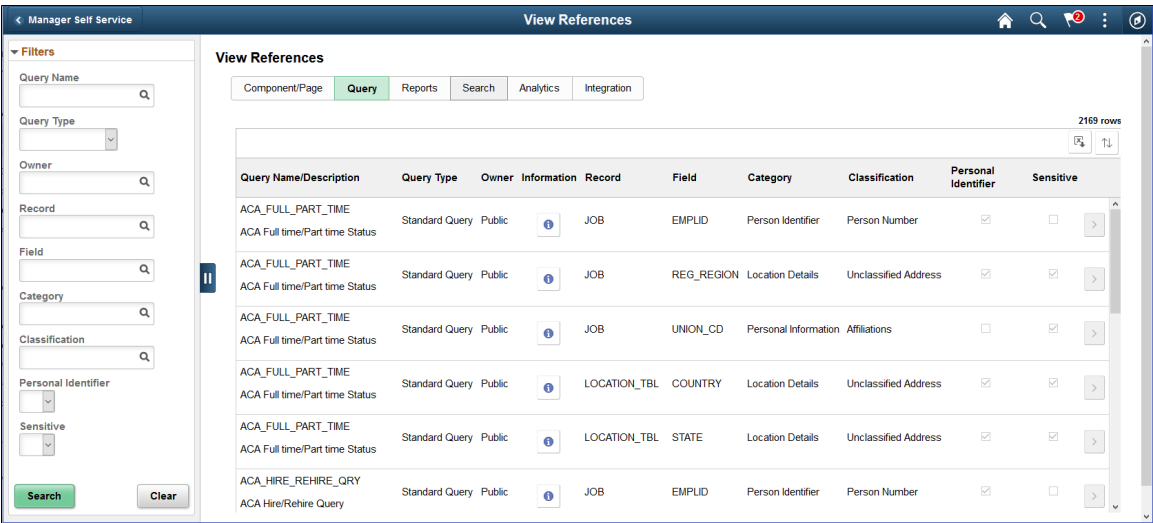 Manager Self Service
View References
2
Filters
Query Name
Query Type
Owner
Record
Field
Category
Classification
Personal Identifier
Sensitive
Search
Clear
View References
Component/Page
Query
Reports
Search
Analytics
Integration
2169 rows
Query Name/Description Query Type Owner Information Record Field Category Classification Personal Identifier Sensitive
ACA_FULL_PART_TIME
ACA Full time/Part time Status
Standard Query Public JOB EMPLID Person Identifier Person Number
ACA_FULL_PART_TIME
ACA Full time/Part time Status
Standard Query Public JOB REG_REGION Location Details Unclassified Address
ACA_FULL_PART_TIME
ACA Full time/Part time Status
Standard Query Public JOB UNION_CD Personal Information Affiliations
ACA_FULL_PART_TIME
ACA Full time/Part time Status
Standard Query Public LOCATION_TBL COUNTRY Location Details Unclassified Address
ACA_FULL_PART_TIME
ACA Full time/Part time Status
Standard Query Public LOCATION_TBL STATE Location Details Unclassified Address
ACA_HIRE_REHIRE_QRY
ACA Hire/Rehire Query
Standard Query Public JOB EMPLID Person Identifier Person Number